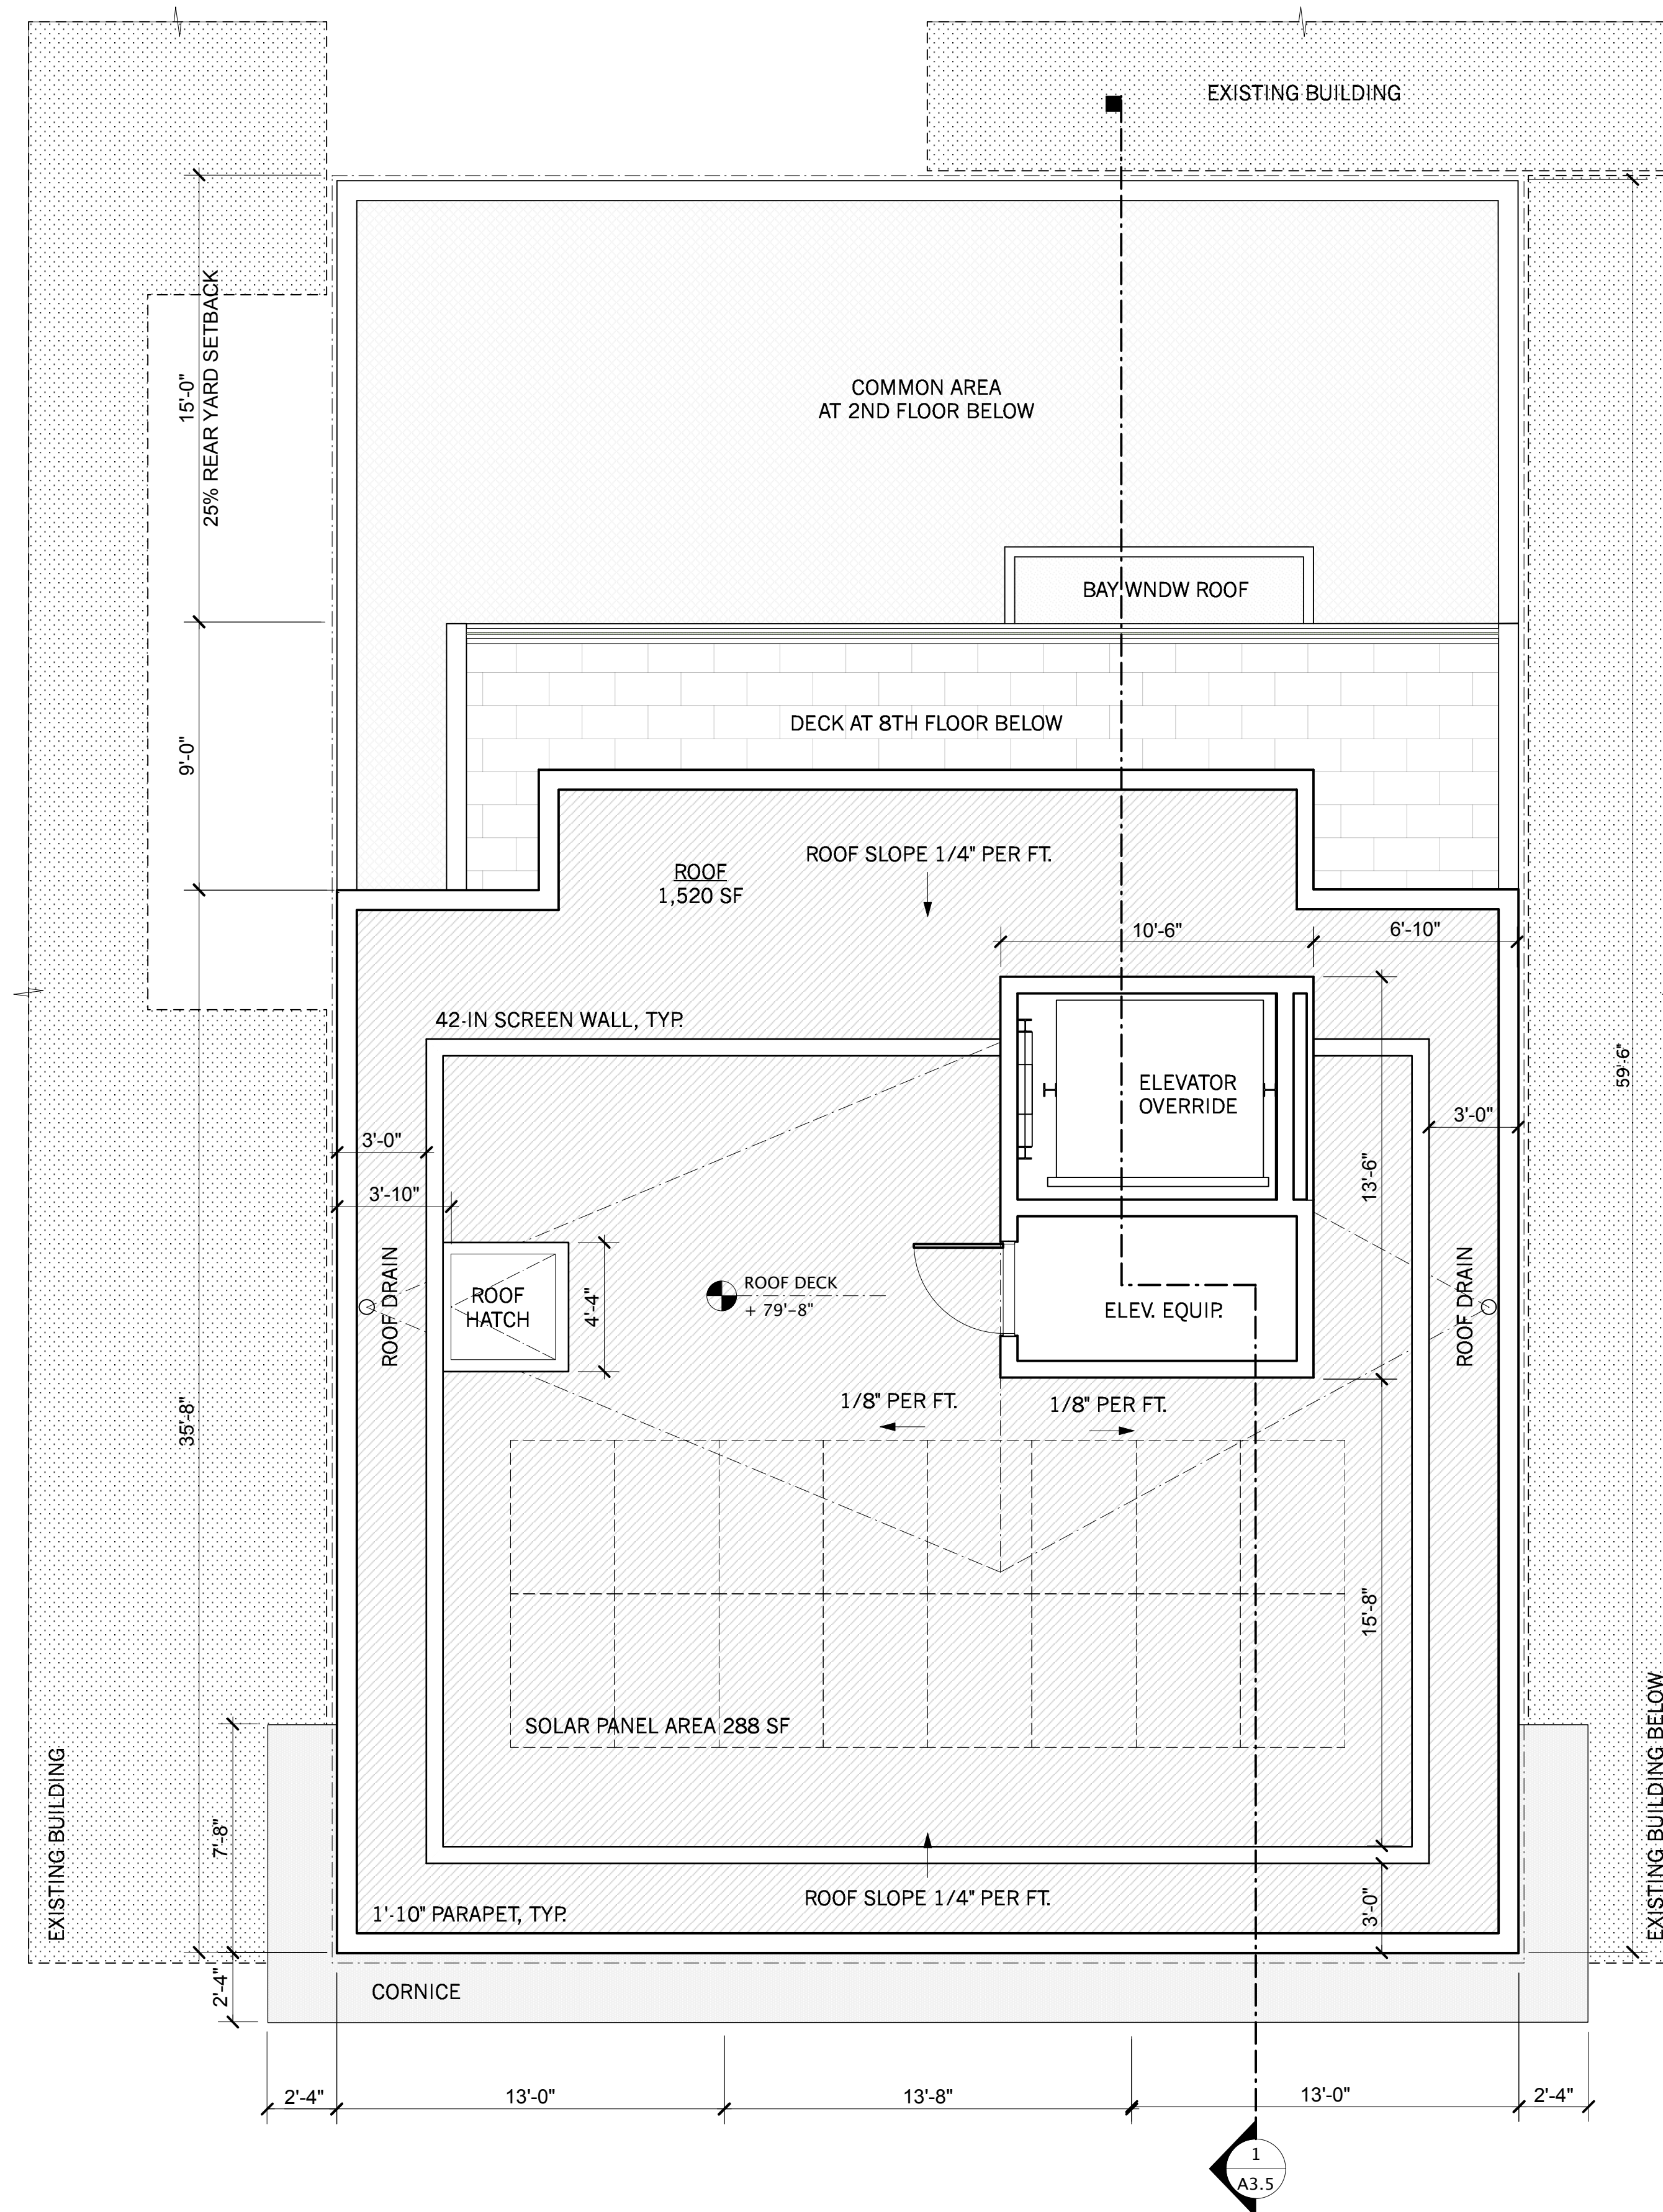 EXISTING BUILDING
25% REAR YARD SETBACK
15'-0"
COMMON AREA
AT 2ND FLOOR BELOW
BAY WNDW ROOF
9'-0"
DECK AT 8TH FLOOR BELOW
ROOF SLOPE 1/4" PER FT.
ROOF
1,520 SF
10'-6"
6'-10"
42-IN SCREEN WALL, TYP.
ELEVATOR
OVERRIDE
59'-6"
3'-0"
3'-0"
13'-6"
3'-10"
ROOF DRAIN
ROOF
HATCH
4'-4"
ROOF DECK
+ 79'-8"
ELEV. EQUIP.
ROOF DRAIN
35'-8"
1/8" PER FT.
1/8" PER FT.
15'-8"
SOLAR PANEL AREA 288 SF
EXISTING BUILDING
7'-8"
EXISTING BUILDING BELOW
ROOF SLOPE 1/4" PER FT.
1'-10" PARAPET, TYP.
3'-0"
2'-4"
CORNICE
2'-4"
13'-0"
13'-8"
13'-0"
2'-4"
1
A3.5